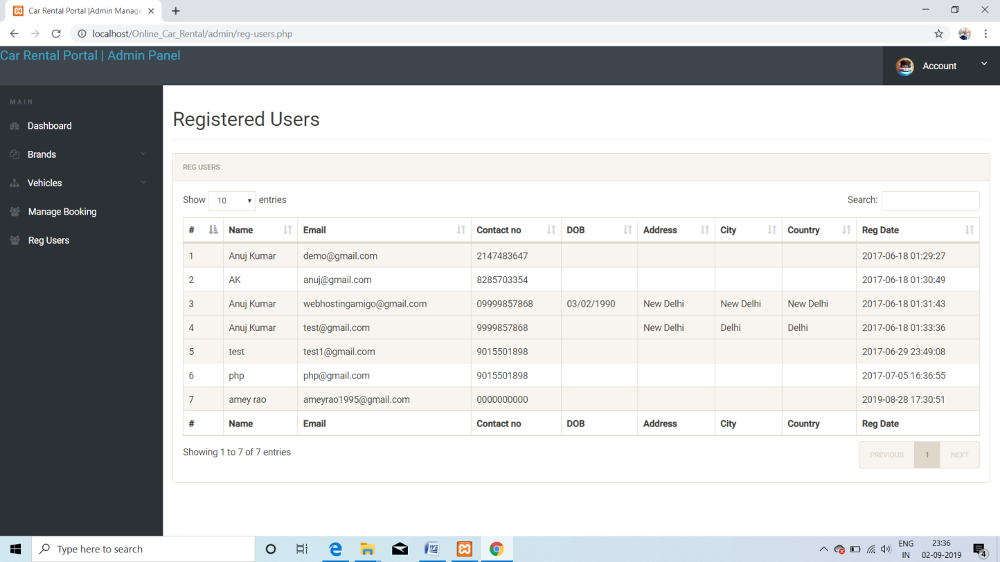 Car Rental Portal |Admin Manage
localhost/Online_Car_Rental/admin/reg-users.php
Car Rental Portal | Admin Panel
Account
MAIN
Dashboard
Brands
Vehicles
Manage Booking
Reg Users
Registered Users
REG USERS
Show 10 entries
Search:
# Name Email Contact no DOB Address City Country Reg Date
1 Anuj Kumar demo@gmail.com 2147483647 2017-06-18 01:29:27
2 AK anuj@gmail.com 8285703354 2017-06-18 01:30:49
3 Anuj Kumar webhostingamigo@gmail.com 09999857868 03/02/1990 New Delhi New Delhi New Delhi 2017-06-18 01:31:43
4 Anuj Kumar test@gmail.com 9999857868 New Delhi Delhi Delhi 2017-06-18 01:33:36
5 test test1@gmail.com 9015501898 2017-06-29 23:49:08
6 php php@gmail.com 9015501898 2017-07-05 16:36:55
7 amey rao ameyrao1995@gmail.com 0000000000 2019-08-28 17:30:51
# Name Email Contact no DOB Address City Country Reg Date
Showing 1 to 7 of 7 entries
PREVIOUS 1 NEXT
Type here to search
ENG
IN
23:36
02-09-2019
4